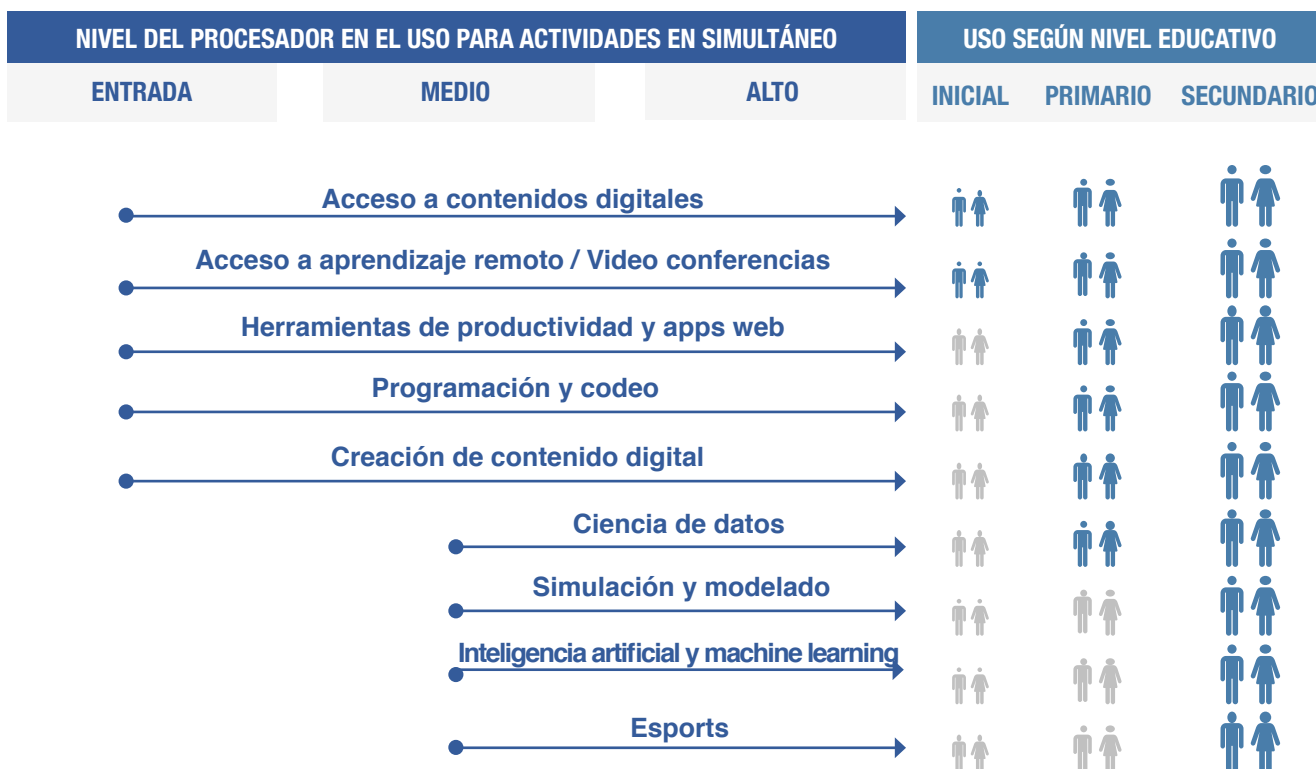 NIVEL DEL PROCESADOR EN EL USO PARA ACTIVIDADES EN SIMULTÁNEO
USO SEGÚN NIVEL EDUCATIVO
ENTRADA
MEDIO
ALTO
INICIAL
PRIMARIO
SECUNDARIO
Acceso a contenidos digitales
Acceso a aprendizaje remoto / Video conferencias
Herramientas de productividad y apps web
Programación y codeo
Creación de contenido digital
Ciencia de datos
Simulación y modelado
Inteligencia artificial y machine learning
Esports